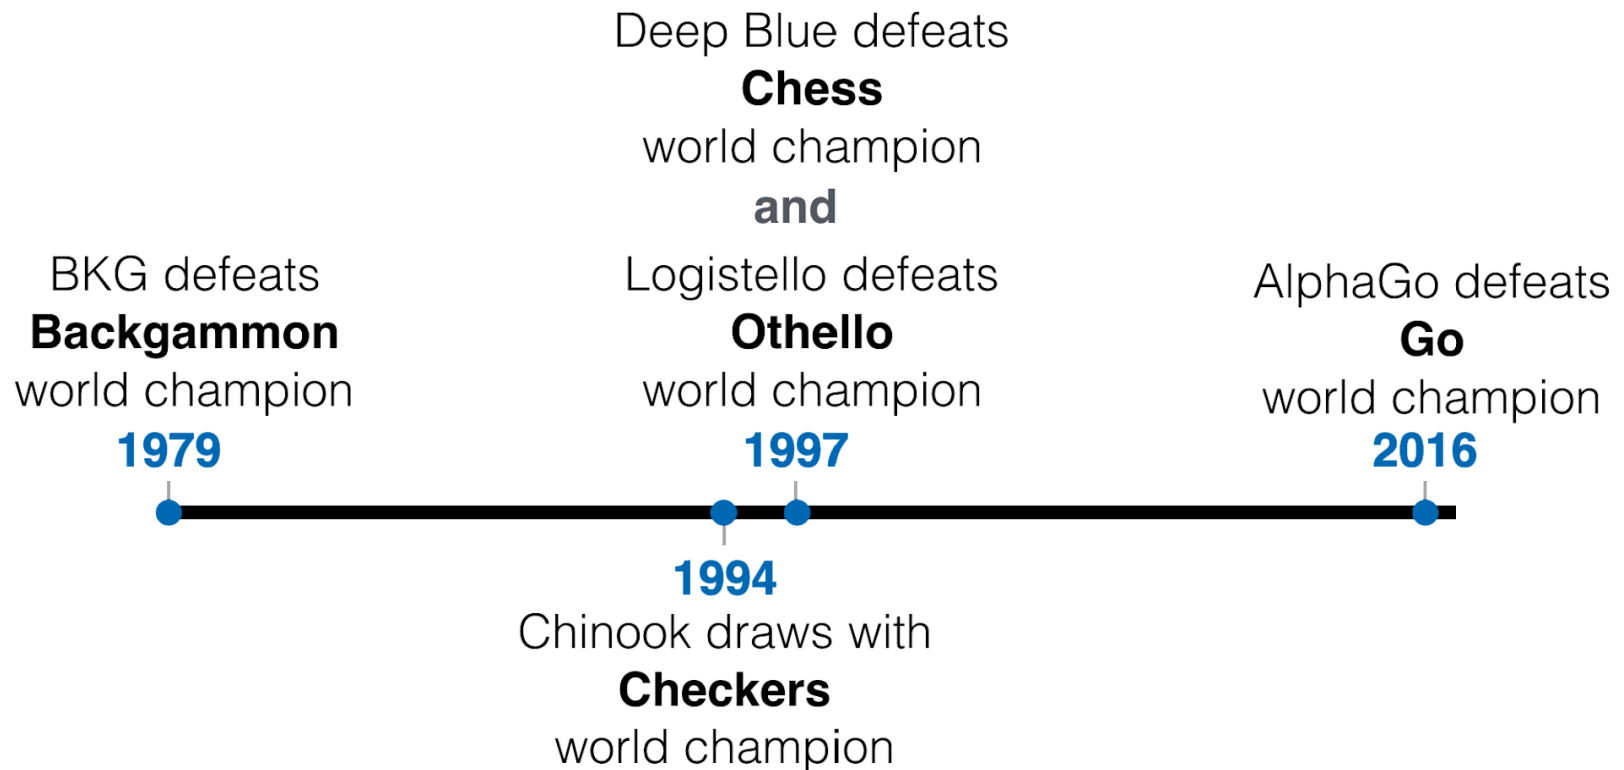 Deep Blue defeats
Chess
world champion
and
Logistello defeats
Othello
world champion
1997
BKG defeats
Backgammon
world champion
1979
AlphaGo defeats
Go
world champion
2016
1994
Chinook draws with
Checkers
world champion